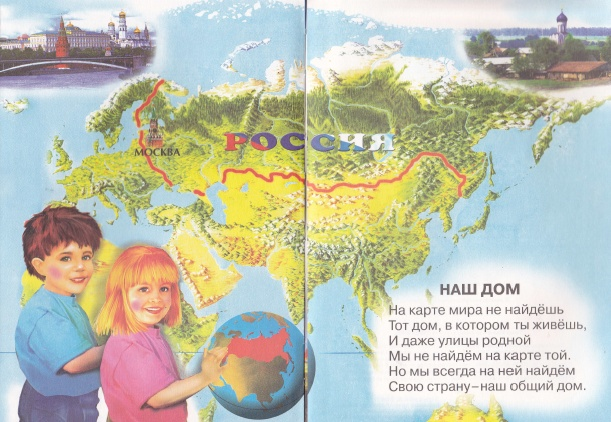 РОССИЯ
МОСКВА
НАШ ДОМ
На карте мира не найдёшь
Тот дом, в котором ты живёшь,
И даже улицы родной
Мы не найдём на карте той.
Но мы всегда на ней найдём
Свою страну–наш общий дом.